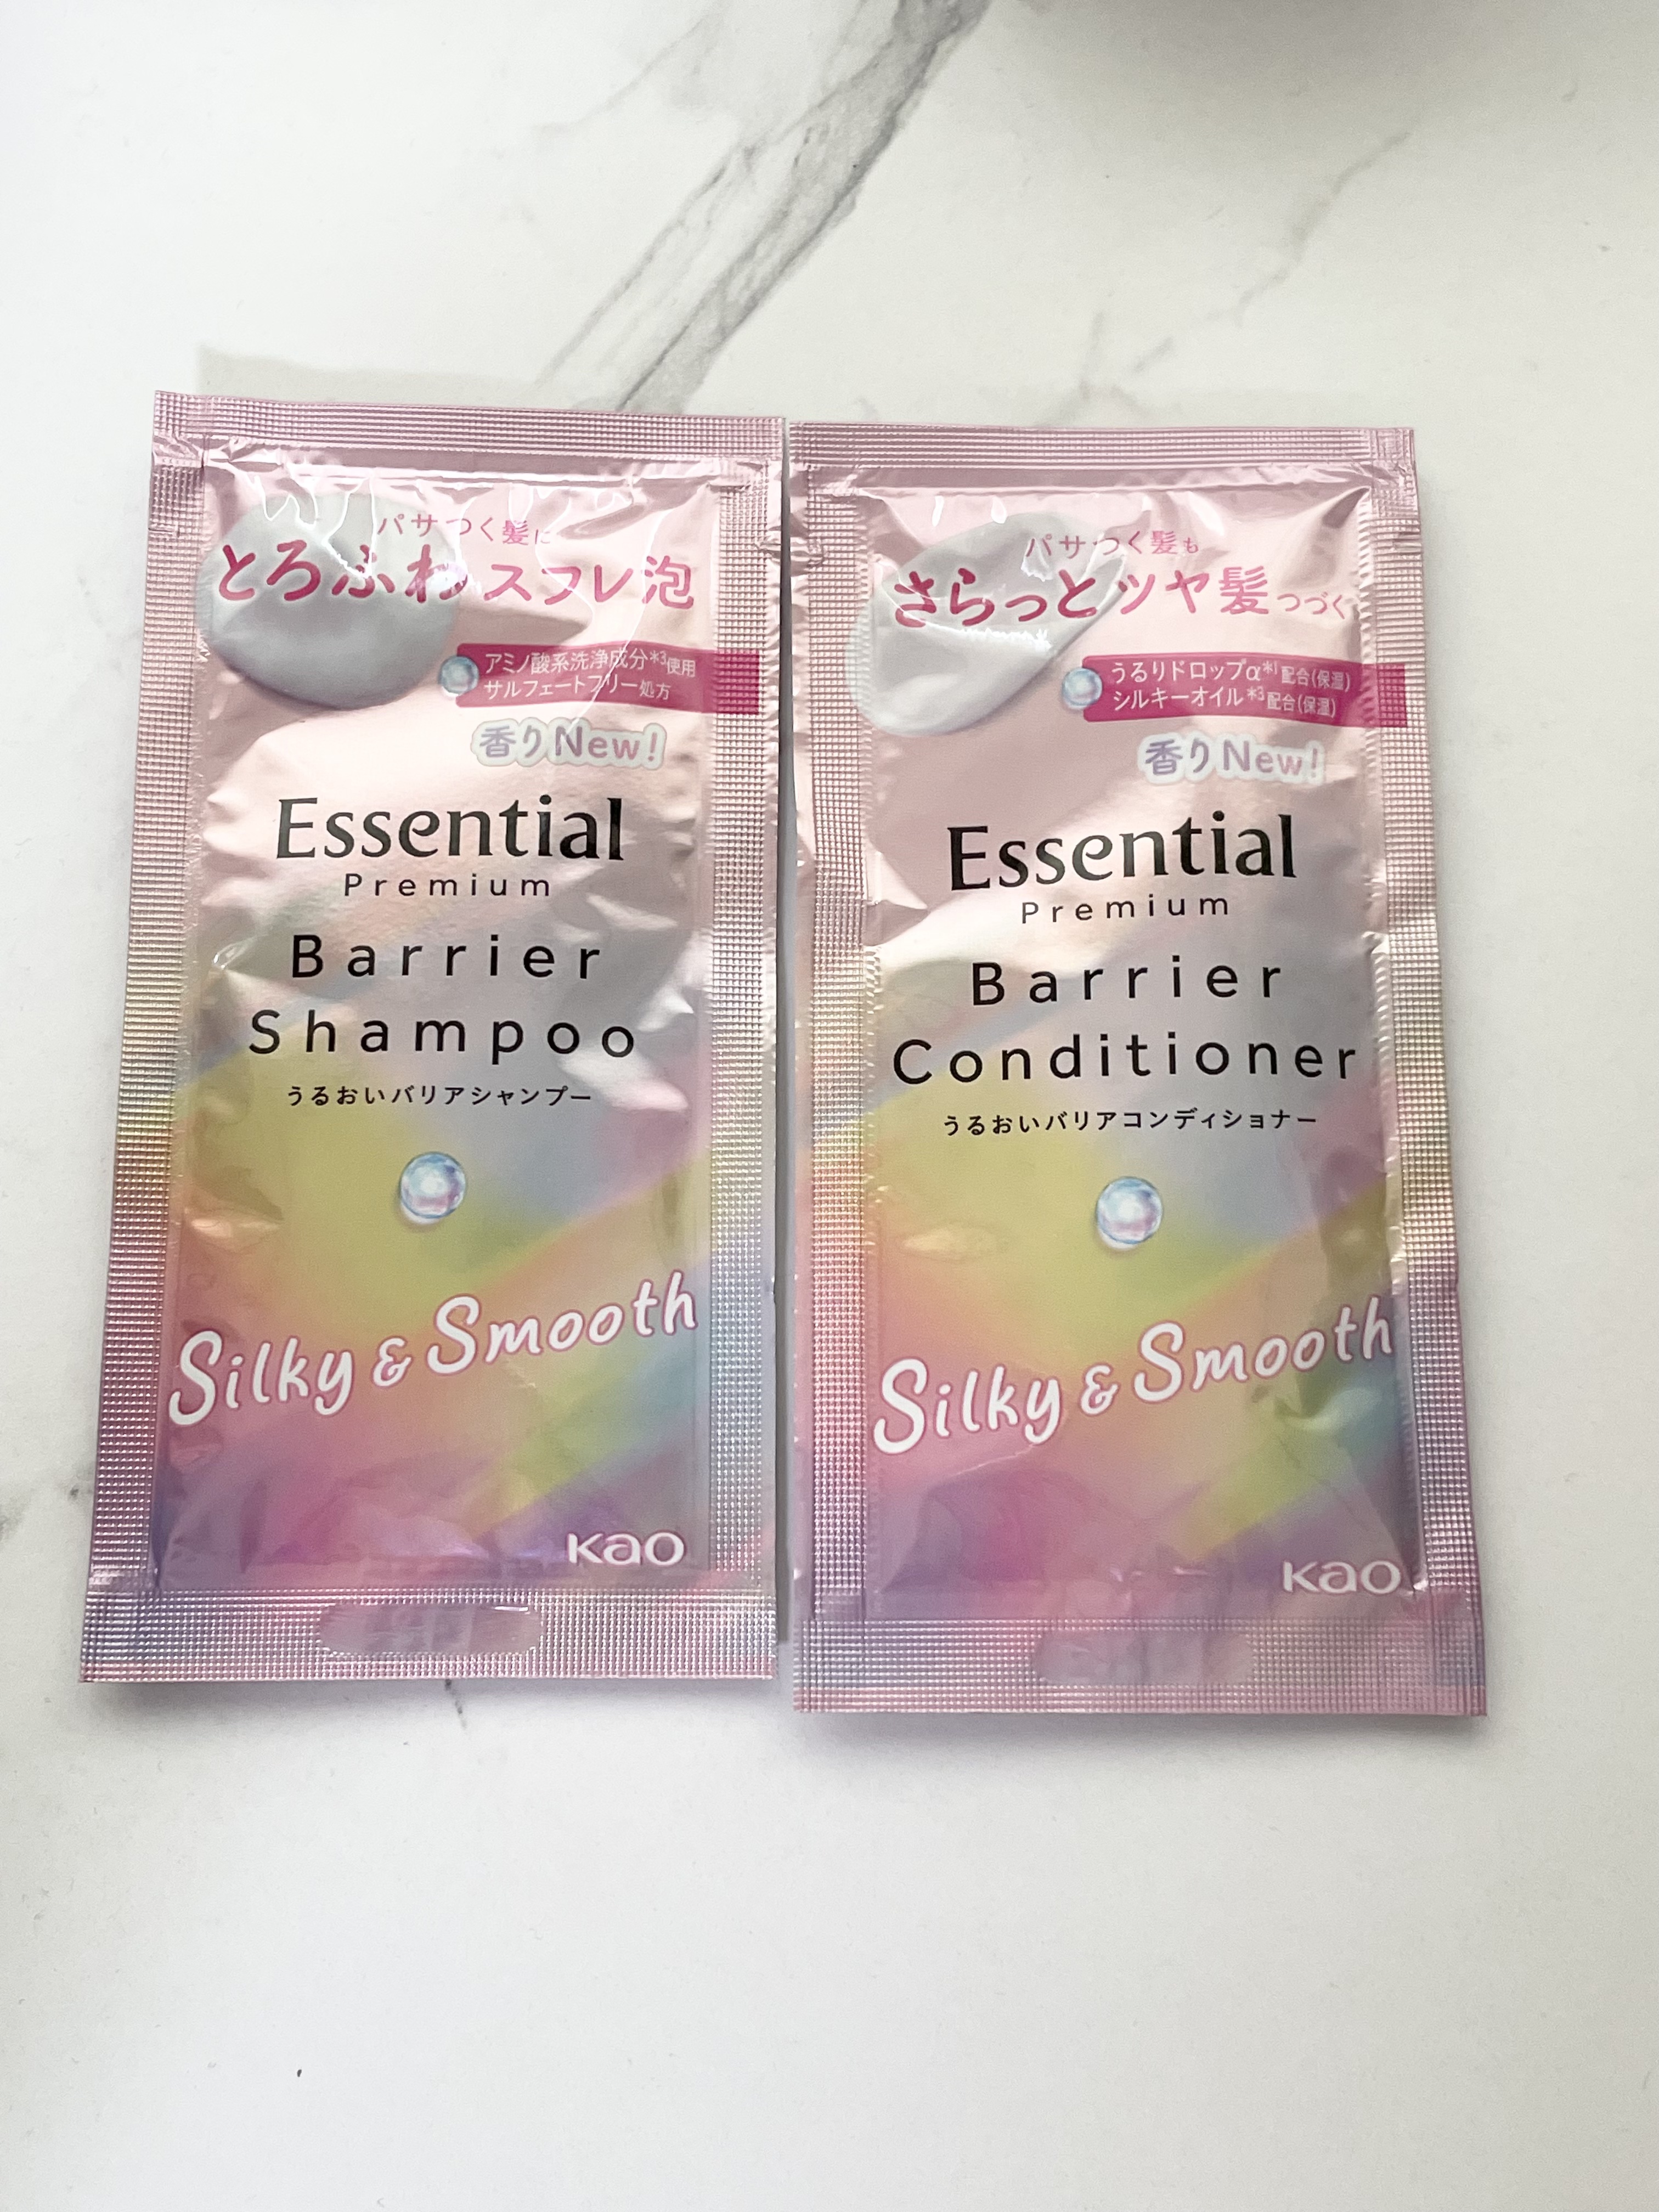 パサつく髪に
とろふわスフレ泡
アミノ酸系洗浄成分*3使用
サルフェートフリー処方
香りNew!
Essential
Premium
Barrier
Shampoo
うるおいバリアシャンプー
Silky & Smooth
Kao
パサつく髪も
さらっとツヤ髪つづく
うるりドロップα*1配合(保湿)
シルキーオイル*3配合(保湿)
香りNew!
Essential
Premium
Barrier
Conditioner
うるおいバリアコンディショナー
Silky & Smooth
Kao